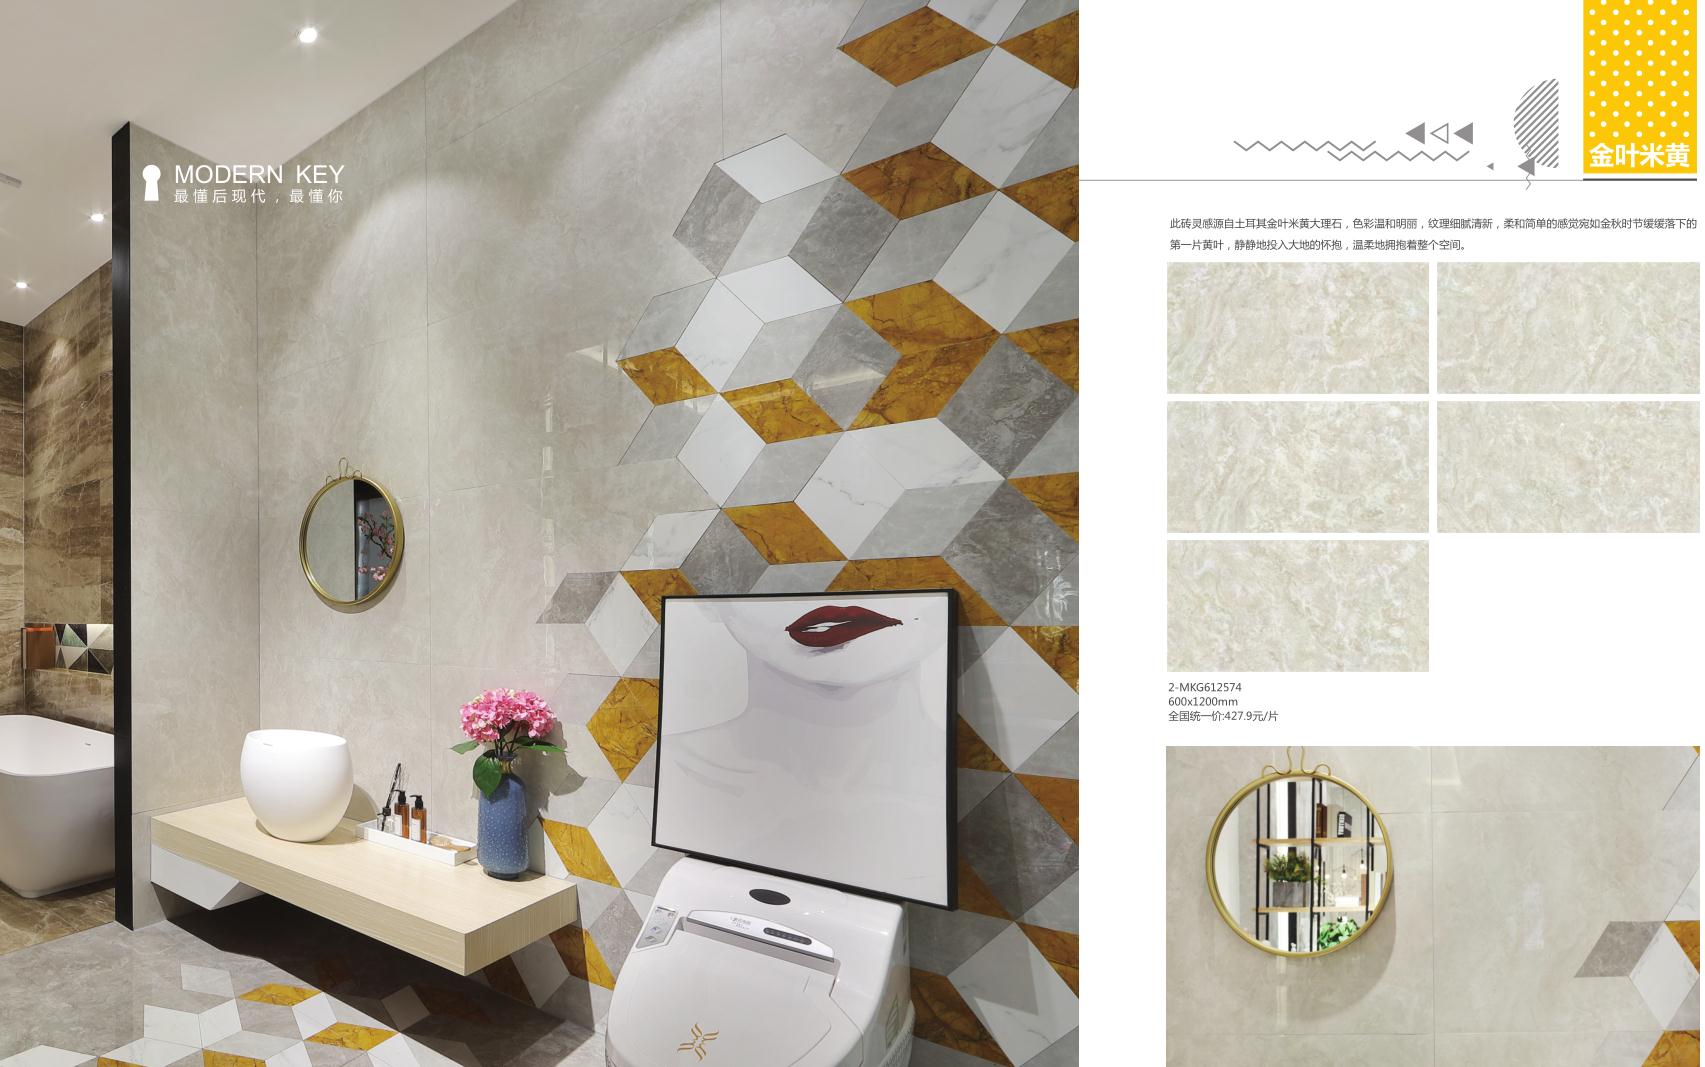 MODERN KEY
最懂后现代，最懂你
金叶米黄
此砖灵感源自土耳其金叶米黄大理石，色彩温和明丽，纹理细腻清新，柔和简单的感觉宛如金秋时节缓缓落下的
第一片黄叶，静静地投入大地的怀抱，温柔地拥抱着整个空间。
2-MKG612574
600x1200mm
全国统一价:427.9元/片